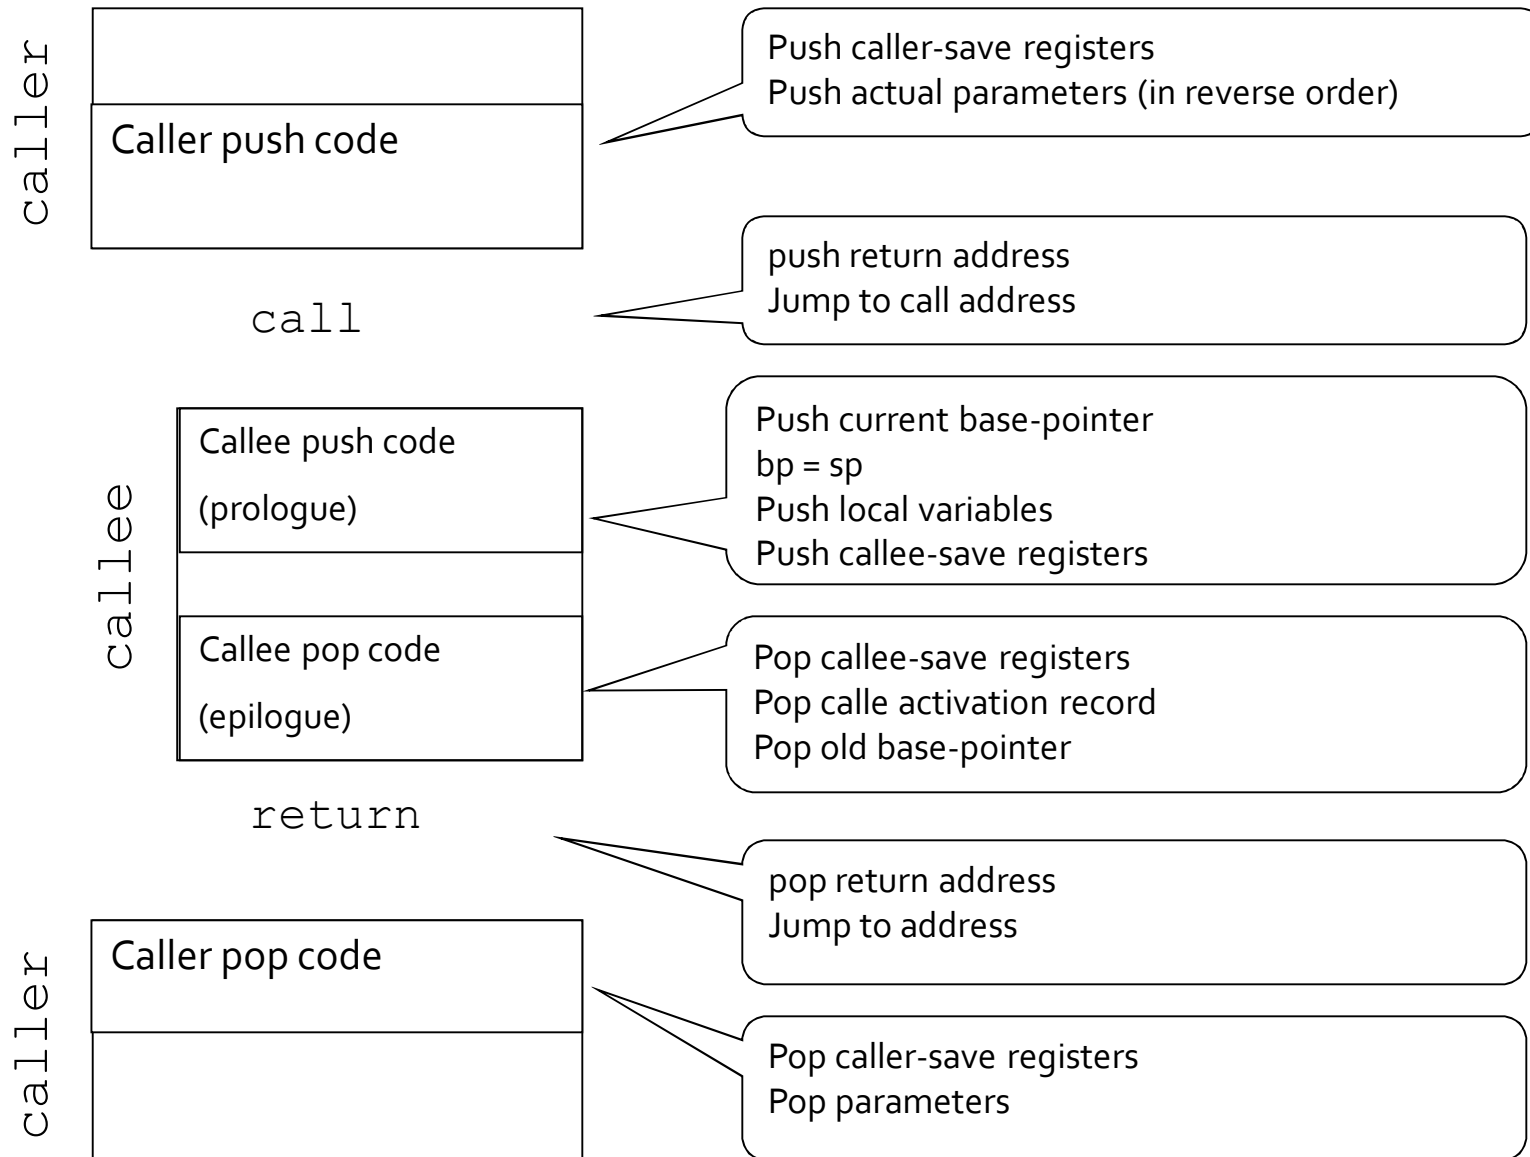 caller
Caller push code
Push caller-save registers
Push actual parameters (in reverse order)
call
push return address
Jump to call address
callee
Callee push code
(prologue)
Push current base-pointer
bp = sp
Push local variables
Push callee-save registers
Callee pop code
(epilogue)
Pop callee-save registers
Pop calle activation record
Pop old base-pointer
return
pop return address
Jump to address
caller
Caller pop code
Pop caller-save registers
Pop parameters